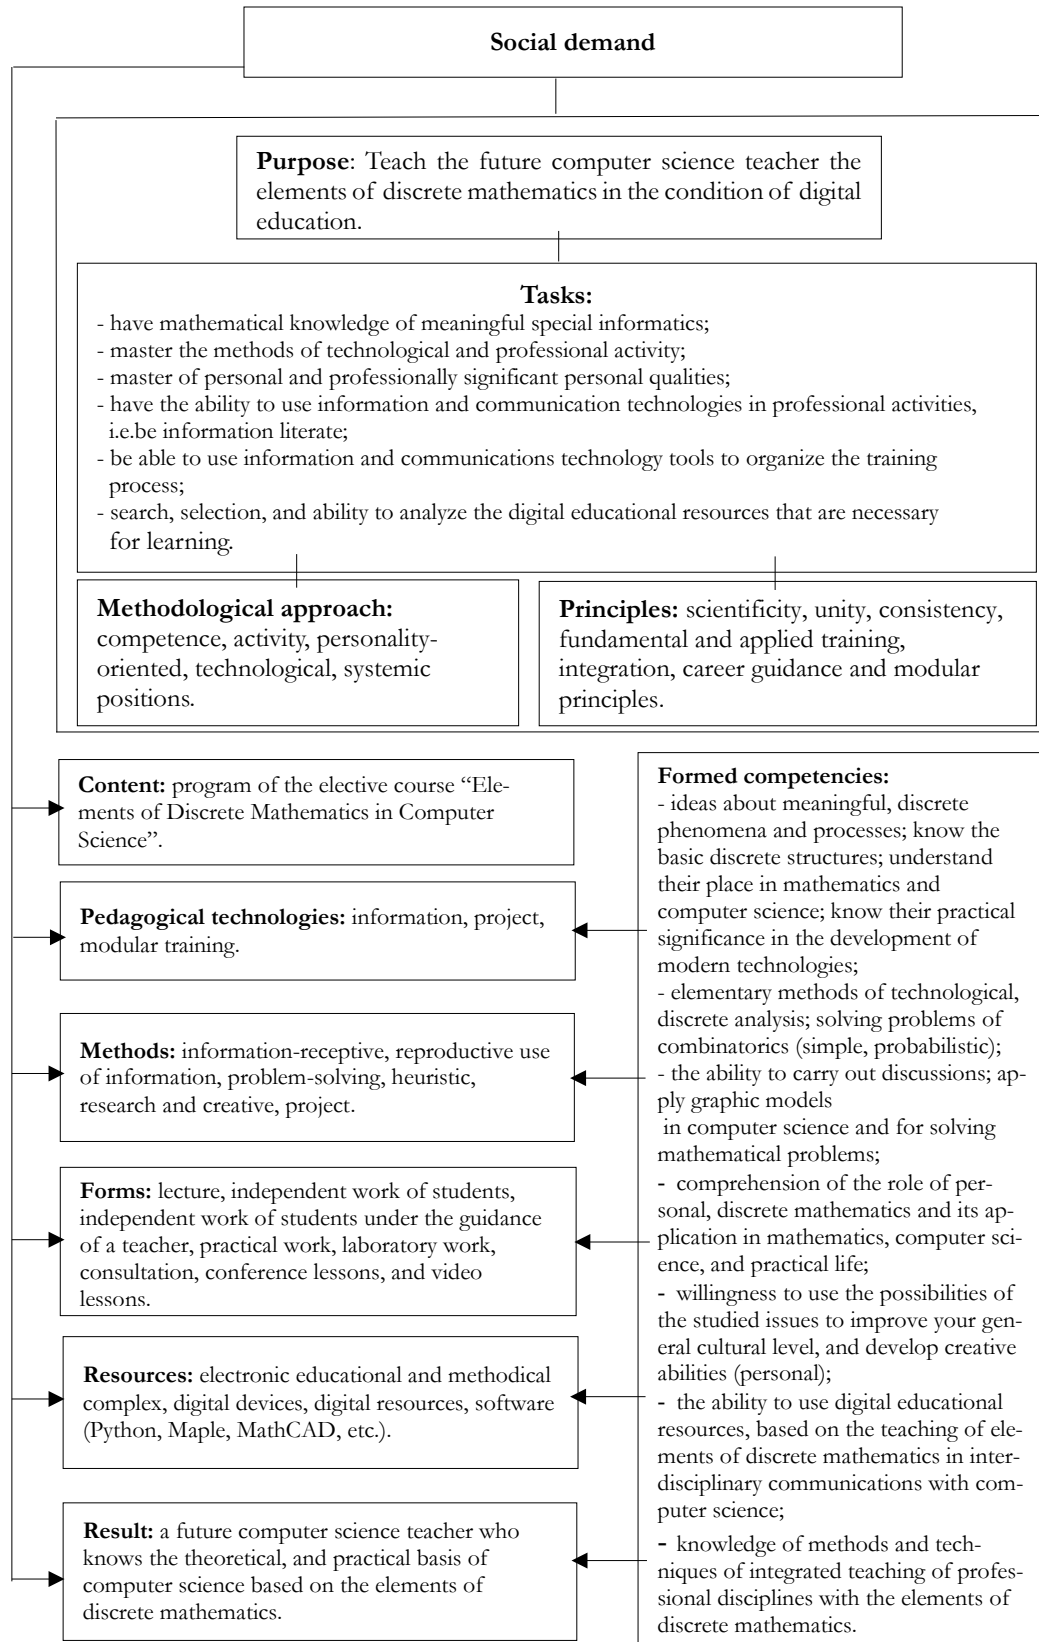 Social demand
Purpose: Teach the future computer science teacher the
elements of discrete mathematics in the condition of digital
education.
Tasks:
- have mathematical knowledge of meaningful special informatics;
- master the methods of technological and professional activity;
- master of personal and professionally significant personal qualities;
- have the ability to use information and communication technologies in professional activities,
i.e.be information literate;
- be able to use information and communications technology tools to organize the training
process;
- search, selection, and ability to analyze the digital educational resources that are necessary
for learning.
Methodological approach:
competence, activity, personality-
oriented, technological, systemic
positions.
Principles: scientificity, unity, consistency,
fundamental and applied training,
integration, career guidance and modular
principles.
Content: program of the elective course “Ele-
ments of Discrete Mathematics in Computer
Science”.
Pedagogical technologies: information, project,
modular training.
Methods: information-receptive, reproductive use
of information, problem-solving, heuristic,
research and creative, project.
Forms: lecture, independent work of students,
independent work of students under the guidance
of a teacher, practical work, laboratory work,
consultation, conference lessons, and video
lessons.
Resources: electronic educational and methodical
complex, digital devices, digital resources, software
(Python, Maple, MathCAD, etc.).
Result: a future computer science teacher who
knows the theoretical, and practical basis of
computer science based on the elements of
discrete mathematics.
Formed competencies:
- ideas about meaningful, discrete
phenomena and processes; know the
basic discrete structures; understand
their place in mathematics and
computer science; know their practical
significance in the development of
modern technologies;
- elementary methods of technological,
discrete analysis; solving problems of
combinatorics (simple, probabilistic);
- the ability to carry out discussions; ap-
ply graphic models
in computer science and for solving
mathematical problems;
- comprehension of the role of per-
sonal, discrete mathematics and its ap-
plication in mathematics, computer sci-
ence, and practical life;
- willingness to use the possibilities of
the studied issues to improve your gen-
eral cultural level, and develop creative
abilities (personal);
- the ability to use digital educational
resources, based on the teaching of ele-
ments of discrete mathematics in inter-
disciplinary communications with com-
puter science;
- knowledge of methods and tech-
niques of integrated teaching of profes-
sional disciplines with the elements of
discrete mathematics.